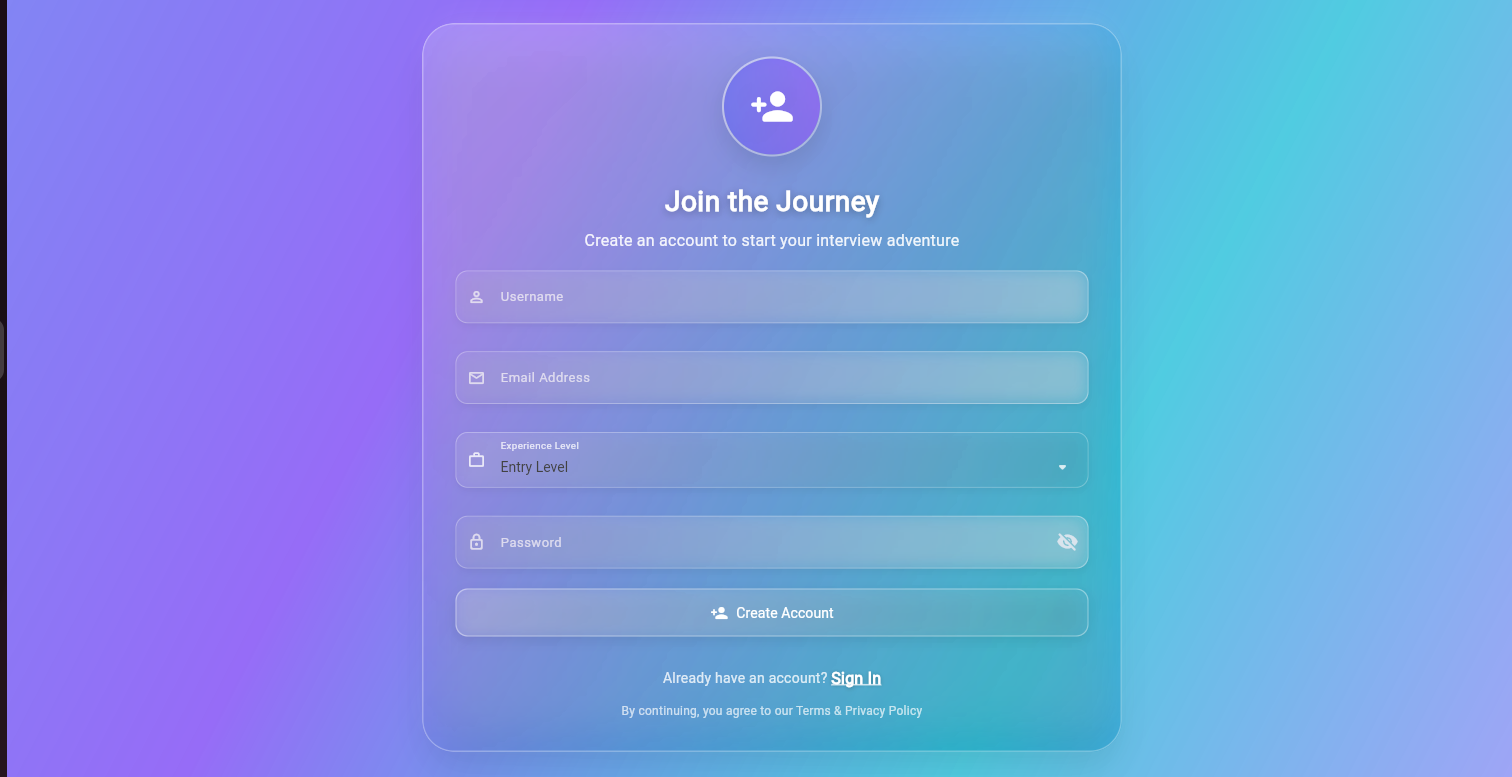 Join the Journey
Create an account to start your interview adventure
Username
Email Address
Experience Level
Entry Level
Password
Create Account
Already have an account? Sign In
By continuing, you agree to our Terms & Privacy Policy